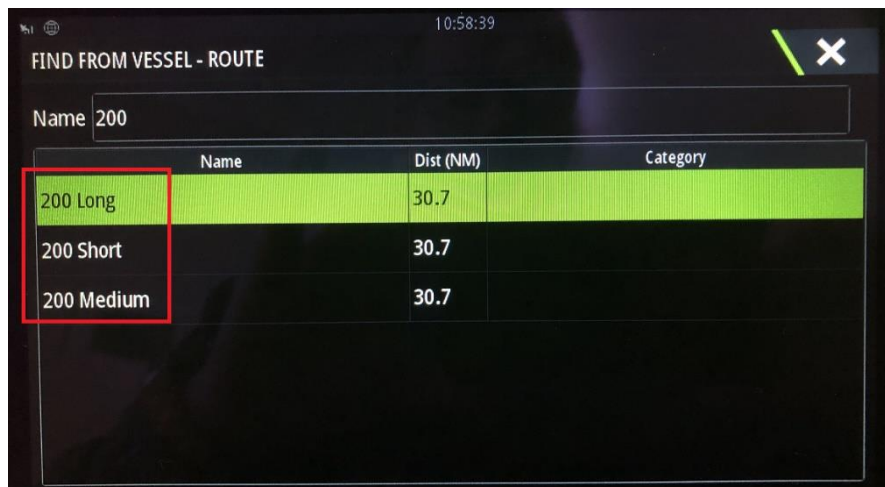 10:58:39
FIND FROM VESSEL - ROUTE
Name 200
Name Dist (NM) Category
200 Long 30.7
200 Short 30.7
200 Medium 30.7